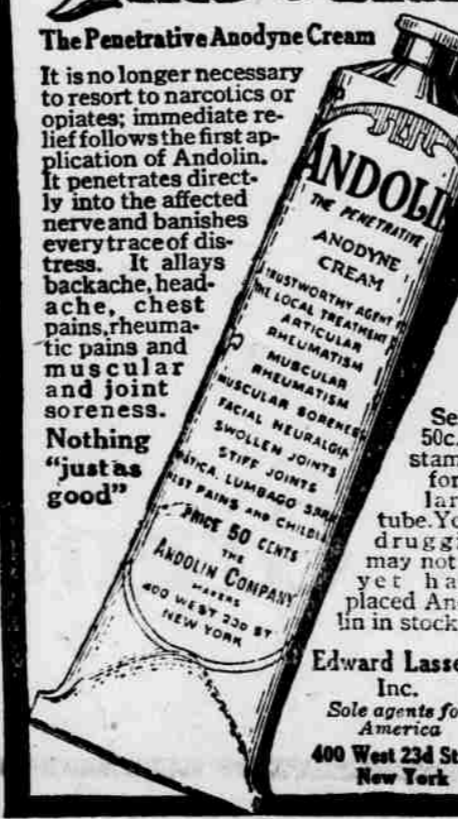 The Penetrative Anodyne Cream
It is no longer necessary
to resort to narcotics or
opiates; immediate re-
lief follows the first ap-
plication of Andolin.
It penetrates direct-
ly into the affected
nerve and banishes
every trace of dis-
tress. It allays
backache, head-
ache, chest
pains, rheuma-
tic pains and
muscular
and joint
soreness.
Nothing
"just as
good"
ANDOLI
THE PENETRATIVE
ANODYNE
CREAM
TRUSTWORTHY AGENT
THE LOCAL TREATMENT
ARTICULAR
RHEUMATISM
MUSCULAR
RHEUMATISM
MUSCULAR SORENES
FACIAL NEURALGIA
SWOLLEN JOINTS
STIFF JOINTS
LUMBAGO
PAINS AND
PRICE 50 CENTS
THE
ANDOLIN COMPANY
MAKERS
400 WEST 23D ST
NEW YORK
Se
50c.
stam
for
lar
tube. Yo
druggi
may not
yet ha
placed An
lin in stock
Edward Lasse
Inc.
Sole agents fo
America
400 West 23d St
New York